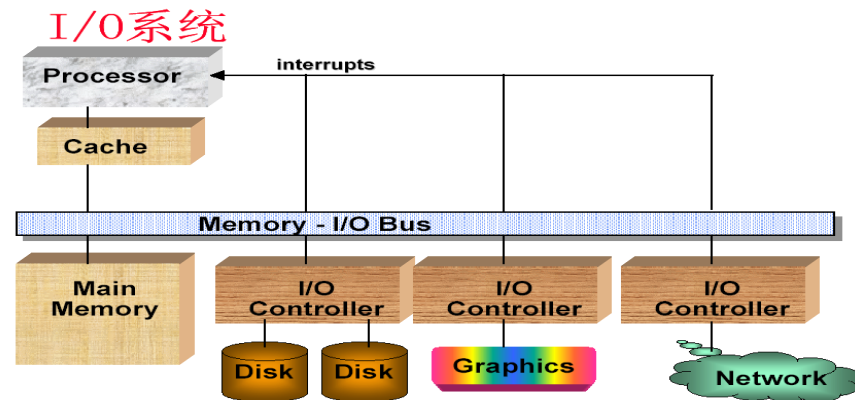 I/O系统
interrupts
Processor
Cache
Memory - I/O Bus
Main
Memory
I/O
Controller
I/O
Controller
I/O
Controller
Disk
Disk
Graphics
Network